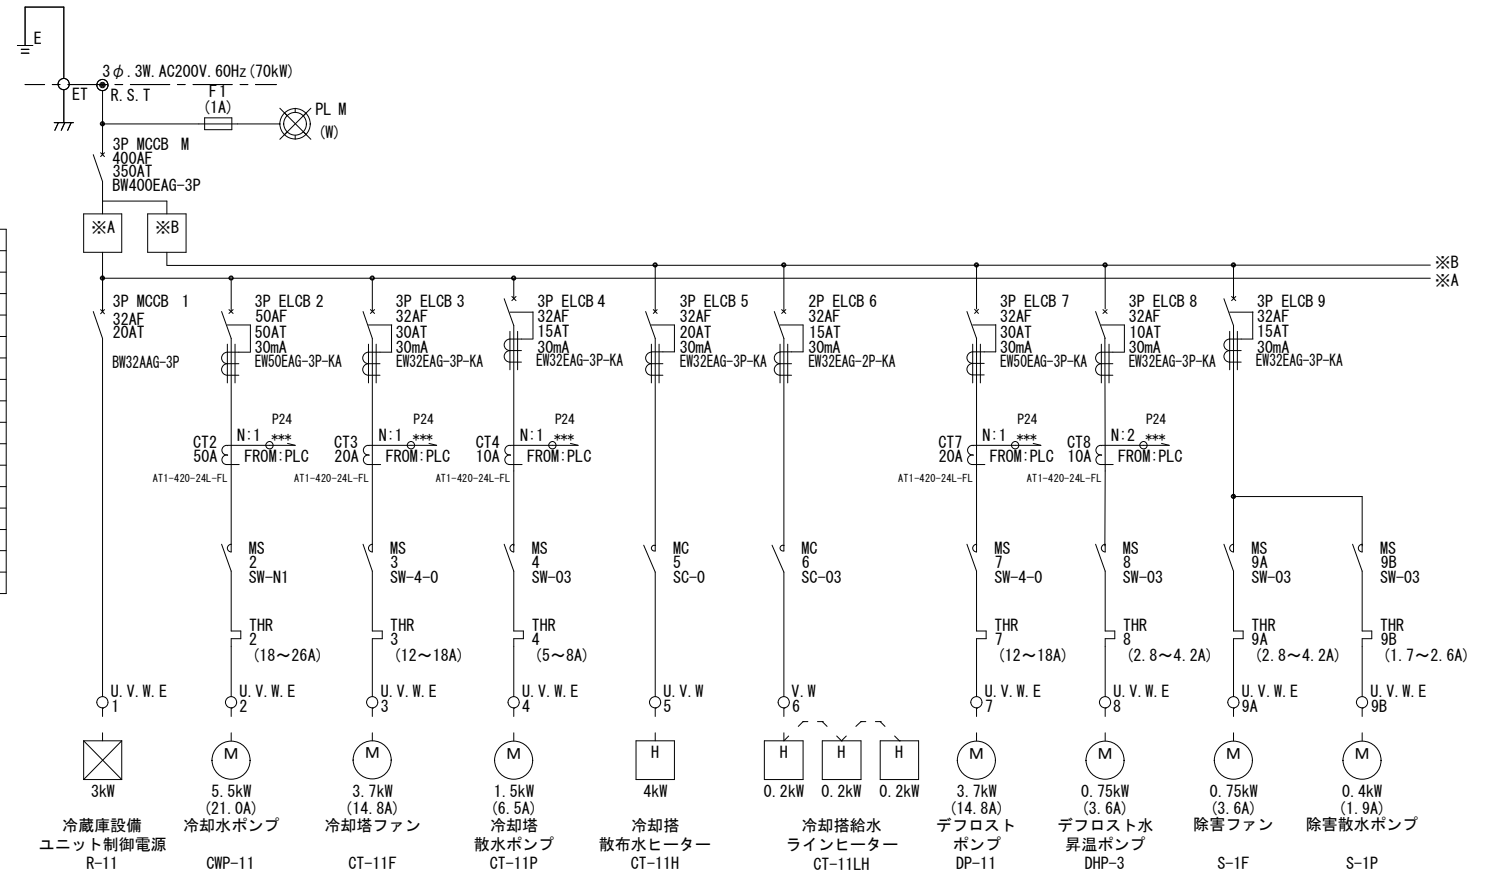 E
3φ.3W.AC200V.60Hz(70kW)
ET
R.S.T
F1
(1A)
PL M
(W)
3P MCCB M
400AF
350AT
BW400EAG-3P
※A
※B
※B
※A
3P MCCB 1
32AF
20AT
BW32AAG-3P
3P ELCB 2
50AF
50AT
30mA
EW50EAG-3P-KA
3P ELCB 3
32AF
30AT
30mA
EW32EAG-3P-KA
3P ELCB 4
32AF
15AT
30mA
EW32EAG-3P-KA
3P ELCB 5
32AF
20AT
30mA
EW32EAG-3P-KA
2P ELCB 6
32AF
15AT
30mA
EW32EAG-2P-KA
3P ELCB 7
32AF
30AT
30mA
EW50EAG-3P-KA
3P ELCB 8
32AF
10AT
30mA
EW32EAG-3P-KA
3P ELCB 9
32AF
15AT
30mA
EW32EAG-3P-KA
P24
N:1 ***
CT2
50A
FROM:PLC
AT1-420-24L-FL
P24
N:1 ***
CT3
20A
FROM:PLC
AT1-420-24L-FL
P24
N:1 ***
CT4
10A
FROM:PLC
AT1-420-24L-FL
P24
N:1 ***
CT7
20A
FROM:PLC
AT1-420-24L-FL
P24
N:2 ***
CT8
10A
FROM:PLC
AT1-420-24L-FL
MS
2
SW-N1
MS
3
SW-4-0
MS
4
SW-03
MC
5
SC-0
MC
6
SC-03
MS
7
SW-4-0
MS
8
SW-03
MS
9A
SW-03
MS
9B
SW-03
THR
2
(18～26A)
THR
3
(12～18A)
THR
4
(5～8A)
THR
7
(12～18A)
THR
8
(2.8～4.2A)
THR
9A
(2.8～4.2A)
THR
9B
(1.7～2.6A)
U.V.W.E
1
U.V.W.E
2
U.V.W.E
3
U.V.W.E
4
U.V.W
5
V.W
6
U.V.W.E
7
U.V.W.E
8
U.V.W.E
9A
U.V.W.E
9B
3kW
冷蔵庫設備
ユニット制御電源
R-11
M
5.5kW
(21.0A)
冷却水ポンプ
CWP-11
M
3.7kW
(14.8A)
冷却塔ファン
CT-11F
M
1.5kW
(6.5A)
冷却塔
散水ポンプ
CT-11P
H
4kW
冷却搭
散布水ヒーター
CT-11H
H
H
H
0.2kW
0.2kW
0.2kW
冷却搭給水
ラインヒーター
CT-11LH
M
3.7kW
(14.8A)
デフロスト
ポンプ
DP-11
M
0.75kW
(3.6A)
デフロスト水
昇温ポンプ
DHP-3
M
0.75kW
(3.6A)
除害ファン
S-1F
M
0.4kW
(1.9A)
除害散水ポンプ
S-1P